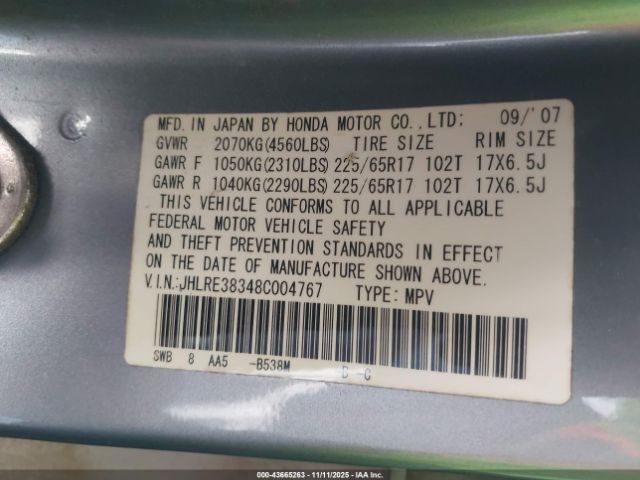 MFD. IN JAPAN BY HONDA MOTOR CO., LTD: 09/'07
GVWR 2070KG(4560LBS) TIRE SIZE RIM SIZE
GAWR F 1050KG(2310LBS) 225/65R17 102T 17X6.5J
GAWR R 1040KG(2290LBS) 225/65R17 102T 17X6.5J
THIS VEHICLE CONFORMS TO ALL APPLICABLE
FEDERAL MOTOR VEHICLE SAFETY
AND THEFT PREVENTION STANDARDS IN EFFECT
ON THE DATE OF MANUFACTURE SHOWN ABOVE.
V.I.N.:JHLRE38348C004767 TYPE: MPV
SWB 8 AA5 -B538M B -C
000-43665263 - 11/11/2025 - IAA Inc.